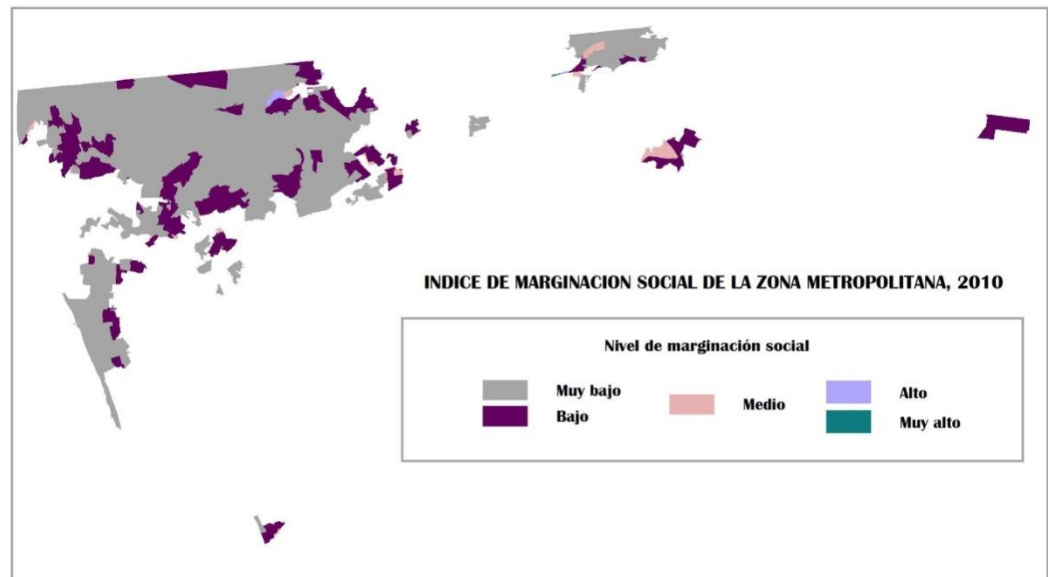 INDICE DE MARGINACION SOCIAL DE LA ZONA METROPOLITANA, 2010
Nivel de marginación social
Muy bajo
Bajo
Medio
Alto
Muy alto